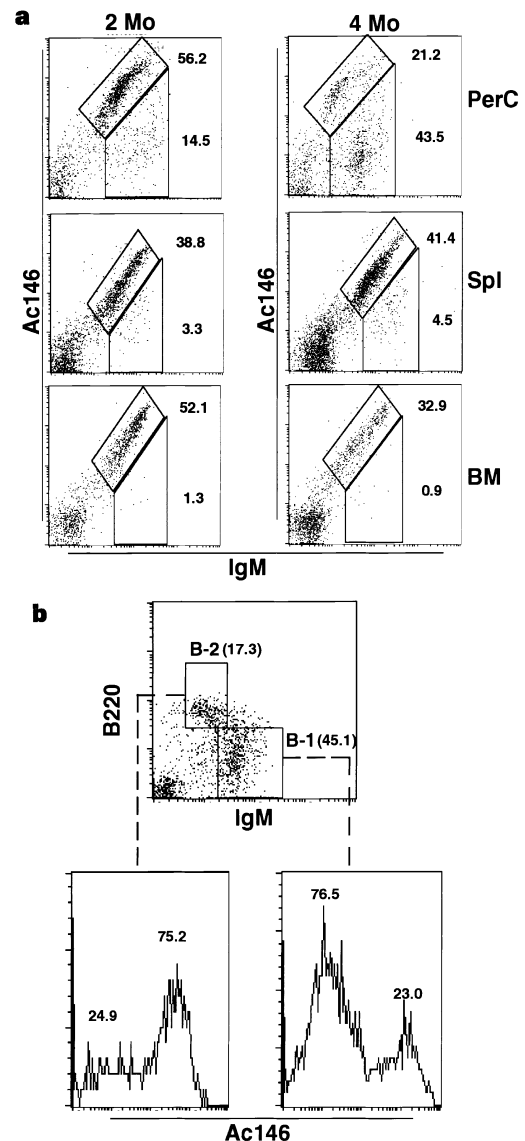 a
2 Mo
4 Mo
56.2
14.5
21.2
43.5
PerC
38.8
3.3
41.4
4.5
Spl
Ac146
Ac146
52.1
1.3
32.9
0.9
BM
IgM
b
B220
B-2 (17.3)
B-1 (45.1)
IgM
24.9
75.2
76.5
23.0
Ac146